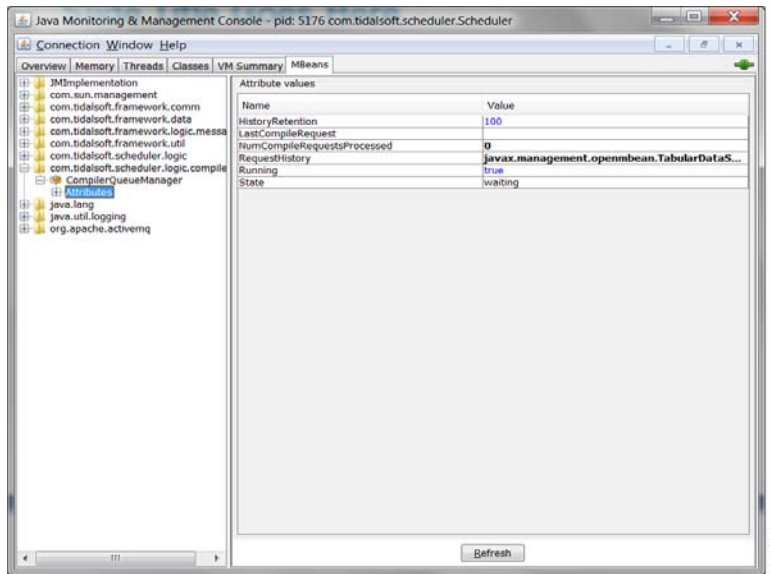 Java Monitoring & Management Console - pid: 5176 com.tidalsoft.scheduler.Scheduler
Connection Window Help
Overview Memory Threads Classes VM Summary MBeans
JMImplementation
com.sun.management
com.tidalsoft.framework.comm
com.tidalsoft.framework.data
com.tidalsoft.framework.logic.messa
com.tidalsoft.framework.util
com.tidalsoft.scheduler.logic
com.tidalsoft.scheduler.logic.compile
CompilerQueueManager
Attributes
java.lang
java.util.logging
org.apache.activemq
Attribute values
Name Value
HistoryRetention 100
LastCompileRequest
NumCompileRequestsProcessed 0
RequestHistory javax.management.openmbean.TabularDataS...
Running true
State waiting
Refresh